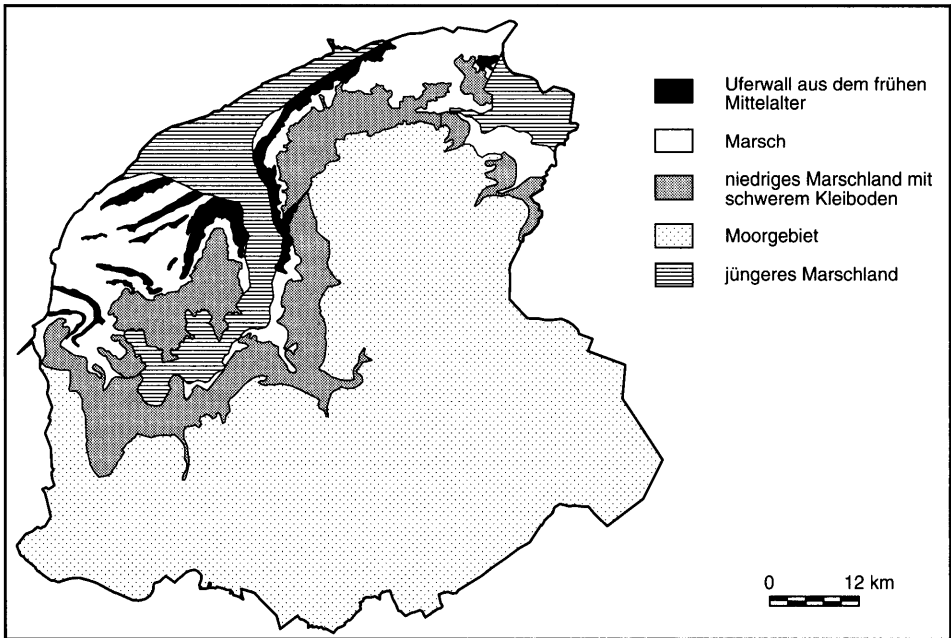 Uferwall aus dem frühen
Mittelalter
Marsch
niedriges Marschland mit
schwerem Kleiboden
Moorgebiet
jüngeres Marschland
0 12 km